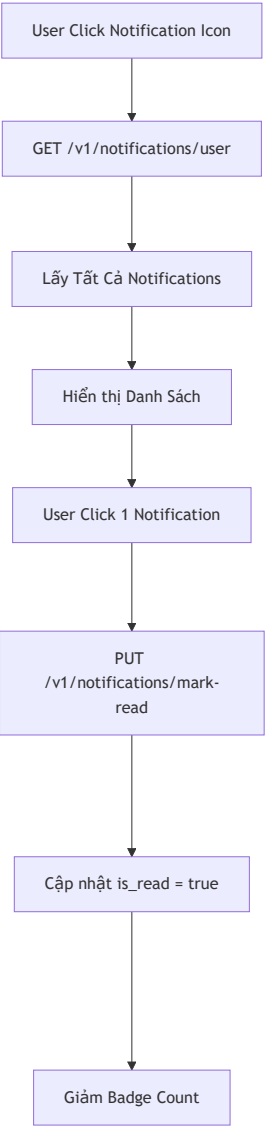 User Click Notification Icon
GET /v1/notifications/user
Lấy Tất Cả Notifications
Hiển thị Danh Sách
User Click 1 Notification
PUT
/v1/notifications/mark-
read
Cập nhật is_read = true
Giảm Badge Count